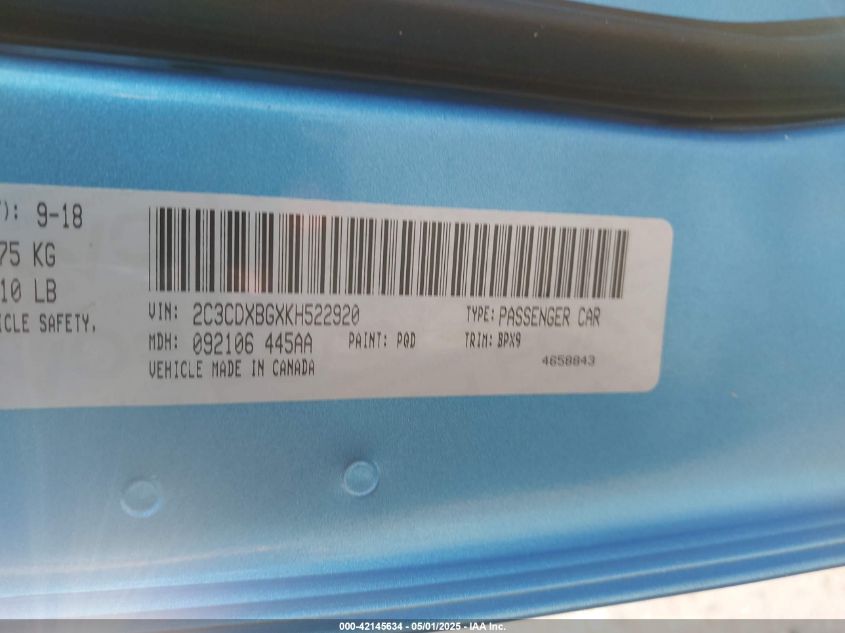 T): 9-18
75 KG
10 LB
ICLE SAFETY,
VIN: 2C3CDXBGXKH522920 TYPE: PASSENGER CAR
MDH: 092106 445AA PAINT: PQD TRIM: BPX9
VEHICLE MADE IN CANADA 4658843
000-42145634 - 05/01/2025 - IAA Inc.